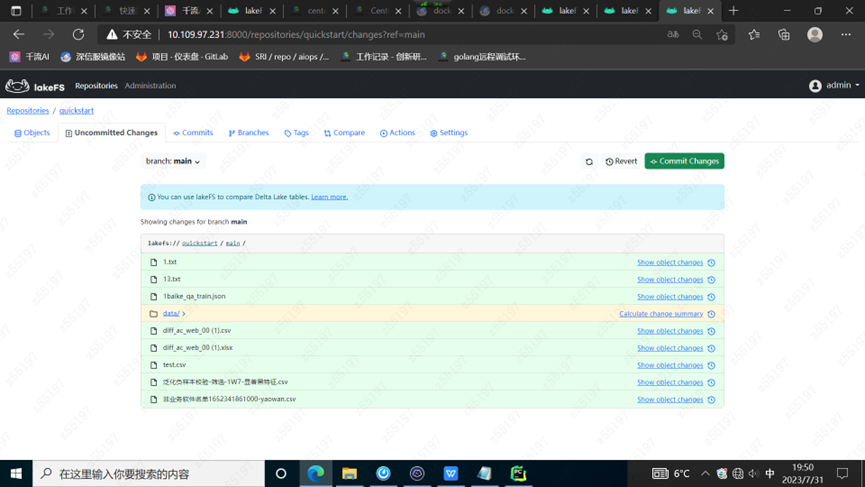 工作
快速
千流
lakeF
cento
Cent
dock
dock
lakeF
lakeF
lakeF
不安全 10.109.97.231:8000/repositories/quickstart/changes?ref=main
千流AI 深信服镜像站 项目 · 仪表盘 · GitLab SRI / repo / aiops /... 工作记录 - 创新研... golang远程调试环...
lakeFS Repositories Administration admin
Repositories / quickstart
Objects Uncommitted Changes Commits Branches Tags Compare Actions Settings
branch: main Revert Commit Changes
You can use lakeFS to compare Delta Lake tables. Learn more.
Showing changes for branch main
lakefs:// quickstart / main /
1.txt Show object changes
13.txt Show object changes
1baike_qa_train.json Show object changes
data/ Calculate change summary
diff_ac_web_00 (1).csv Show object changes
diff_ac_web_00 (1).xlsx Show object changes
test.csv Show object changes
泛化负样本校验-筛选-1W7-显著黑特征.csv Show object changes
非业务软件名单1652341861000-yaowan.csv Show object changes
在这里输入你要搜索的内容
6°C 中 19:50
2023/7/31